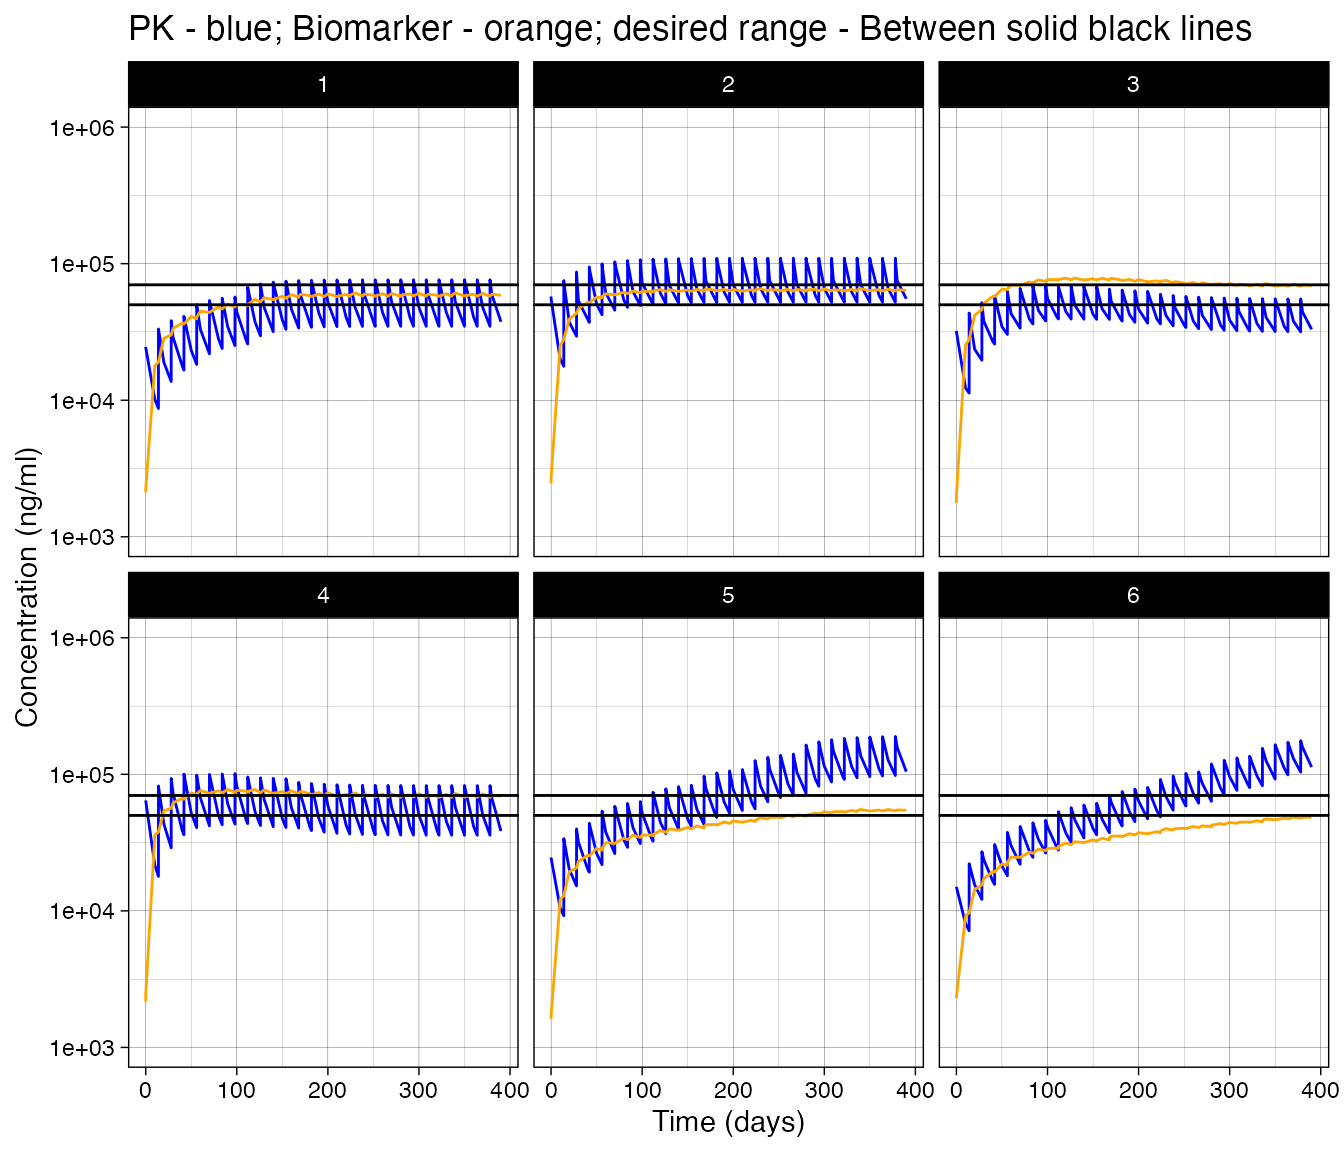 PK - blue; Biomarker - orange; desired range - Between solid black lines
1 2 3
1e+06
1e+05
1e+04
1e+03
Concentration (ng/ml)
4 5 6
1e+06
1e+05
1e+04
1e+03
0 100 200 300 400 0 100 200 300 400 0 100 200 300 400
Time (days)